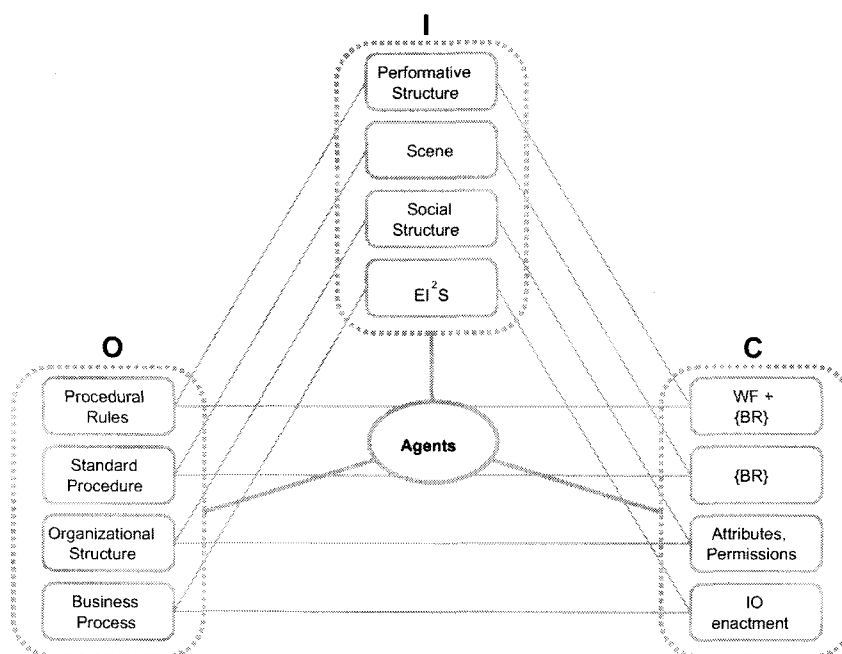 I
Performative
Structure
Scene
Social
Structure
EI²S
O
Procedural
Rules
Standard
Procedure
Organizational
Structure
Business
Process
Agents
C
WF +
{BR}
{BR}
Attributes,
Permissions
IO
enactment